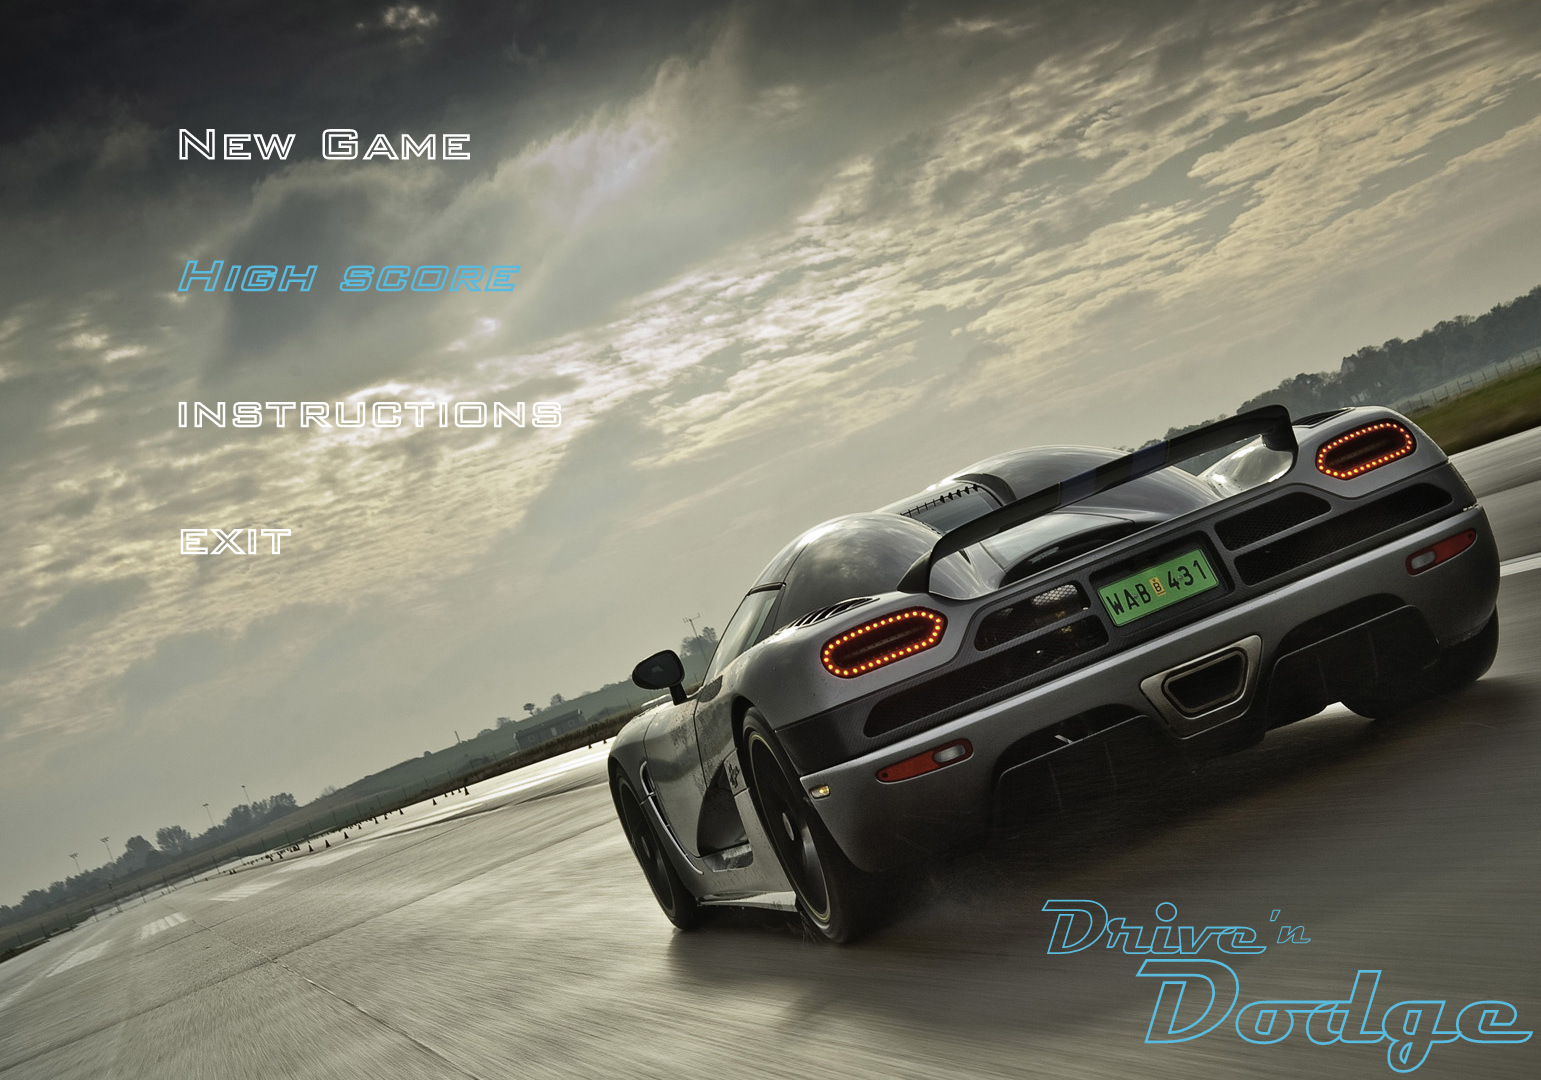 New Game
High score
INSTRUCTIONS
EXIT
WAB B 431
Drive'n
Dodge